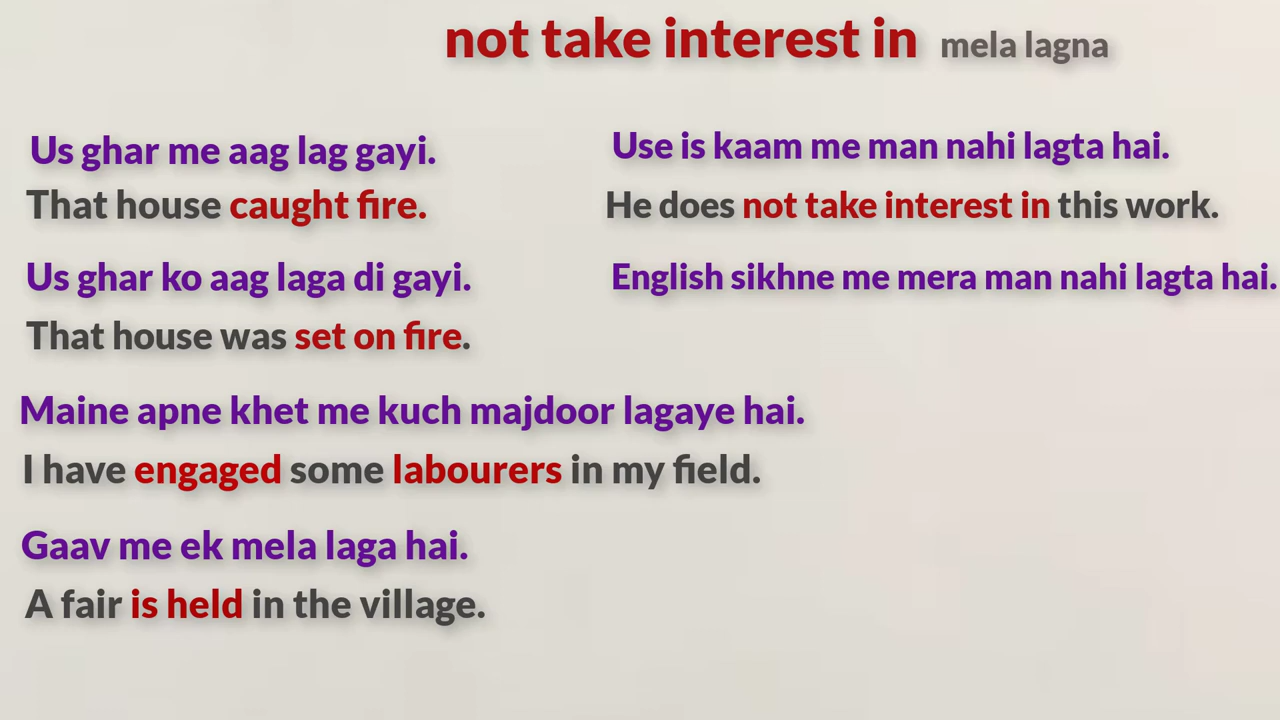 not take interest in mela lagna
Us ghar me aag lag gayi.
That house caught fire.
Us ghar ko aag laga di gayi.
That house was set on fire.
Maine apne khet me kuch majdoor lagaye hai.
I have engaged some labourers in my field.
Gaav me ek mela laga hai.
A fair is held in the village.
Use is kaam me man nahi lagta hai.
He does not take interest in this work.
English sikhne me mera man nahi lagta hai.